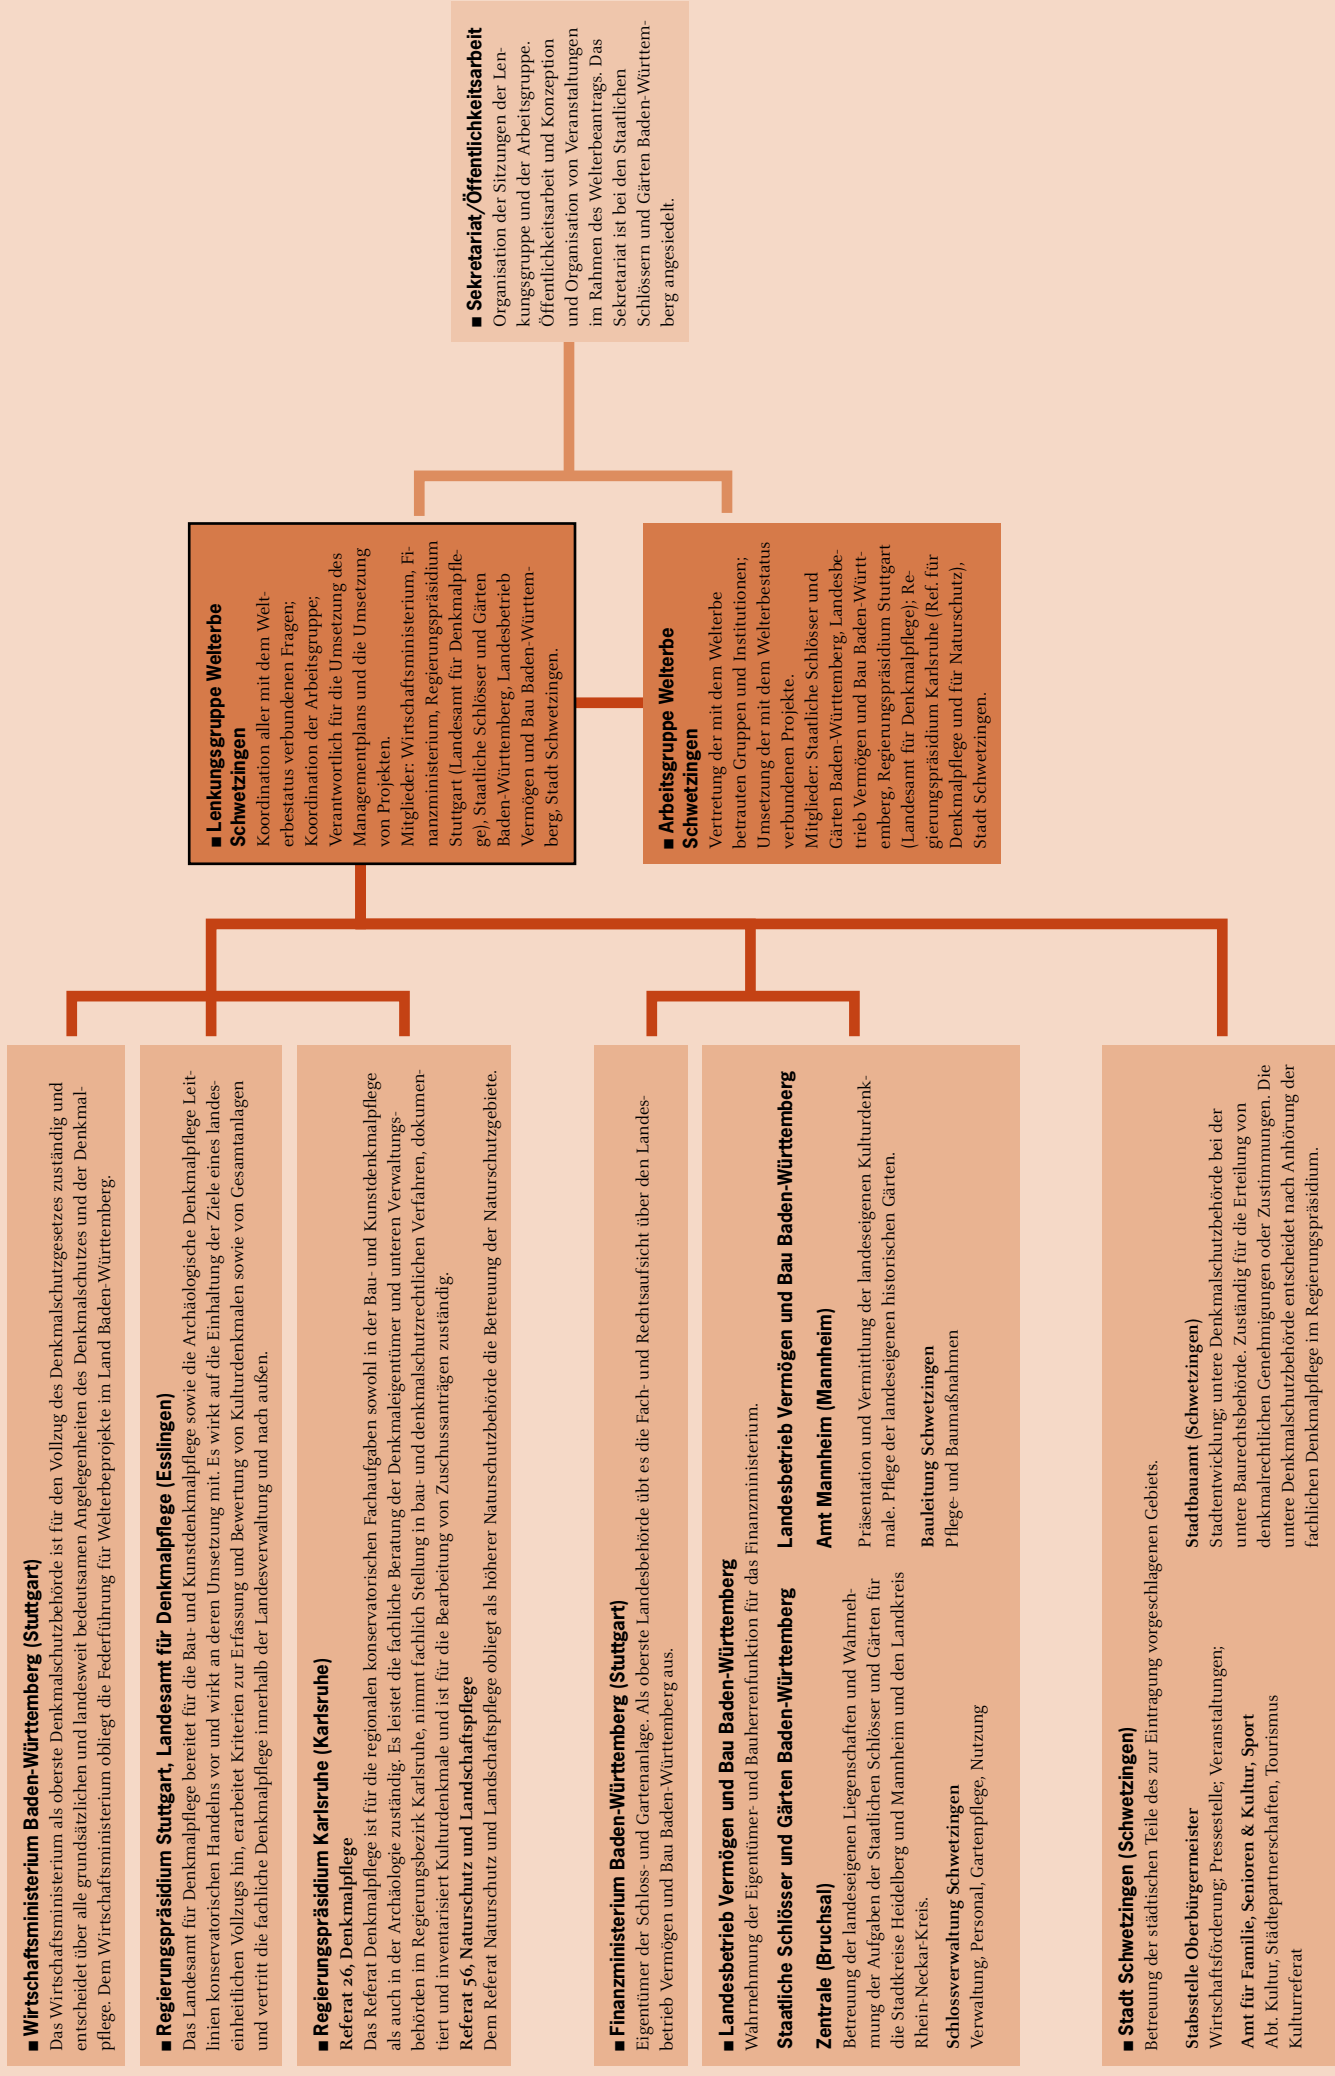 ■ Wirtschaftsministerium Baden-Württemberg (Stuttgart)
Das Wirtschaftsministerium als oberste Denkmalschutzbehörde ist für den Vollzug des Denkmalschutzgesetzes zuständig und
entscheidet über alle grundsätzlichen und landesweit bedeutsamen Angelegenheiten des Denkmalschutzes und der Denkmal-
pflege. Dem Wirtschaftsministerium obliegt die Federführung für Welterbeprojekte im Land Baden-Württemberg.
■ Regierungspräsidium Stuttgart, Landesamt für Denkmalpflege (Esslingen)
Das Landesamt für Denkmalpflege bereitet für die Bau- und Kunstdenkmalpflege sowie die Archäologische Denkmalpflege Leit-
linien konservatorischen Handelns vor und wirkt an deren Umsetzung mit. Es wirkt auf die Einhaltung der Ziele eines landes-
einheitlichen Vollzugs hin, erarbeitet Kriterien zur Erfassung und Bewertung von Kulturdenkmalen sowie von Gesamtanlagen
und vertritt die fachliche Denkmalpflege innerhalb der Landesverwaltung und nach außen.
■ Regierungspräsidium Karlsruhe (Karlsruhe)
Referat 26, Denkmalpflege
Das Referat Denkmalpflege ist für die regionalen konservatorischen Fachaufgaben sowohl in der Bau- und Kunstdenkmalpflege
als auch in der Archäologie zuständig. Es leistet die fachliche Beratung der Denkmaleigentümer und unteren Verwaltungs-
behörden im Regierungsbezirk Karlsruhe, nimmt fachlich Stellung in bau- und denkmalschutzrechtlichen Verfahren, dokumen-
tiert und inventarisiert Kulturdenkmale und ist für die Bearbeitung von Zuschussanträgen zuständig.
Referat 56, Naturschutz und Landschaftspflege
Dem Referat Naturschutz und Landschaftspflege obliegt als höherer Naturschutzbehörde die Betreuung der Naturschutzgebiete.
■ Finanzministerium Baden-Württemberg (Stuttgart)
Eigentümer der Schloss- und Gartenanlage. Als oberste Landesbehörde übt es die Fach- und Rechtsaufsicht über den Landes-
betrieb Vermögen und Bau Baden-Württemberg aus.
■ Landesbetrieb Vermögen und Bau Baden-Württemberg
Wahrnehmung der Eigentümer- und Bauherrenfunktion für das Finanzministerium.
Staatliche Schlösser und Gärten Baden-Württemberg
Zentrale (Bruchsal)
Betreuung der landeseigenen Liegenschaften und Wahrneh-
mung der Aufgaben der Staatlichen Schlösser und Gärten für
die Stadtkreise Heidelberg und Mannheim und den Landkreis
Rhein-Neckar-Kreis.
Schlossverwaltung Schwetzingen
Verwaltung, Personal, Gartenpflege, Nutzung
Landesbetrieb Vermögen und Bau Baden-Württemberg
Amt Mannheim (Mannheim)
Präsentation und Vermittlung der landeseigenen Kulturdenk-
male. Pflege der landeseigenen historischen Gärten.
Bauleitung Schwetzingen
Pflege- und Baumaßnahmen
■ Stadt Schwetzingen (Schwetzingen)
Betreuung der städtischen Teile des zur Eintragung vorgeschlagenen Gebiets.
Stabsstelle Oberbürgermeister
Wirtschaftsförderung; Pressestelle; Veranstaltungen;
Amt für Familie, Senioren & Kultur, Sport
Abt. Kultur, Städtepartnerschaften, Tourismus
Kulturreferat
Stadtbauamt (Schwetzingen)
Stadtentwicklung; untere Denkmalschutzbehörde bei der
untere Baurechtsbehörde. Zuständig für die Erteilung von
denkmalrechtlichen Genehmigungen oder Zustimmungen. Die
untere Denkmalschutzbehörde entscheidet nach Anhörung der
fachlichen Denkmalpflege im Regierungspräsidium.
■ Lenkungsgruppe Welterbe
Schwetzingen
Koordination aller mit dem Welt-
erbestatus verbundenen Fragen;
Koordination der Arbeitsgruppe;
Verantwortlich für die Umsetzung des
Managementplans und die Umsetzung
von Projekten.
Mitglieder: Wirtschaftsministerium, Fi-
nanzministerium, Regierungspräsidium
Stuttgart (Landesamt für Denkmalpfle-
ge), Staatliche Schlösser und Gärten
Baden-Württemberg, Landesbetrieb
Vermögen und Bau Baden-Württem-
berg, Stadt Schwetzingen.
■ Arbeitsgruppe Welterbe
Schwetzingen
Vertretung der mit dem Welterbe
betrauten Gruppen und Institutionen;
Umsetzung der mit dem Welterbestatus
verbundenen Projekte.
Mitglieder: Staatliche Schlösser und
Gärten Baden-Württemberg, Landesbe-
trieb Vermögen und Bau Baden-Württ-
emberg, Regierungspräsidium Stuttgart
(Landesamt für Denkmalpflege); Re-
gierungspräsidium Karlsruhe (Ref. für
Denkmalpflege und für Naturschutz),
Stadt Schwetzingen.
■ Sekretariat/Öffentlichkeitsarbeit
Organisation der Sitzungen der Len-
kungsgruppe und der Arbeitsgruppe.
Öffentlichkeitsarbeit und Konzeption
und Organisation von Veranstaltungen
im Rahmen des Welterbeantrags. Das
Sekretariat ist bei den Staatlichen
Schlössern und Gärten Baden-Württem-
berg angesiedelt.